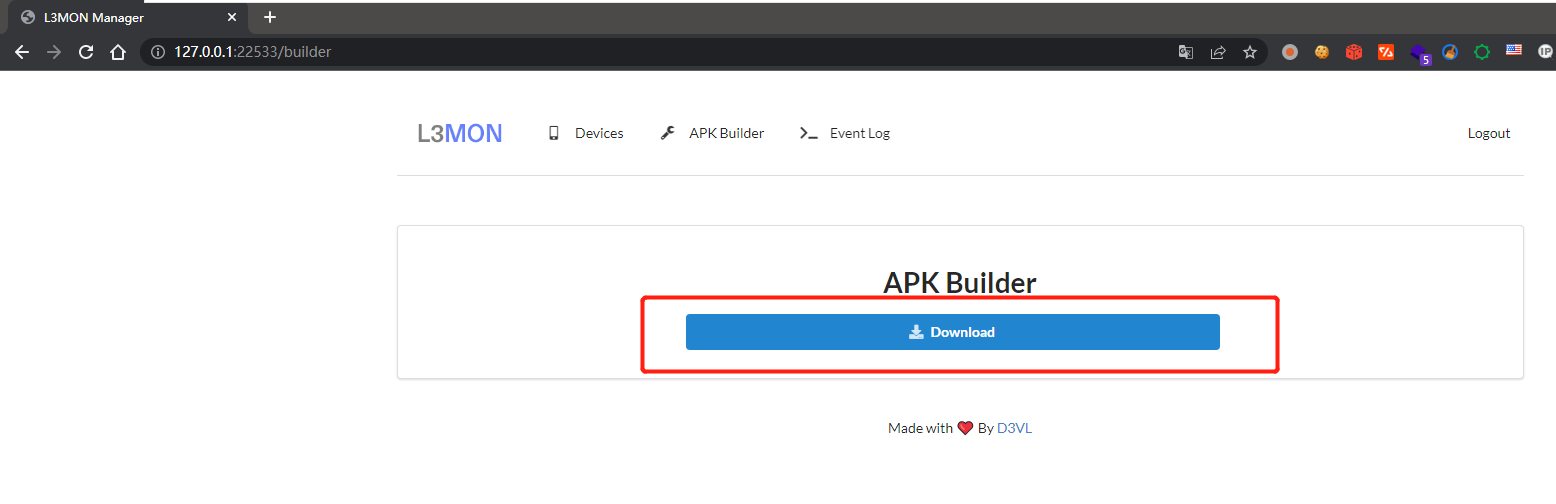 L3MON Manager
127.0.0.1:22533/builder
5
IP
L3MON Devices APK Builder Event Log Logout
APK Builder
Download
Made with ❤ By D3VL